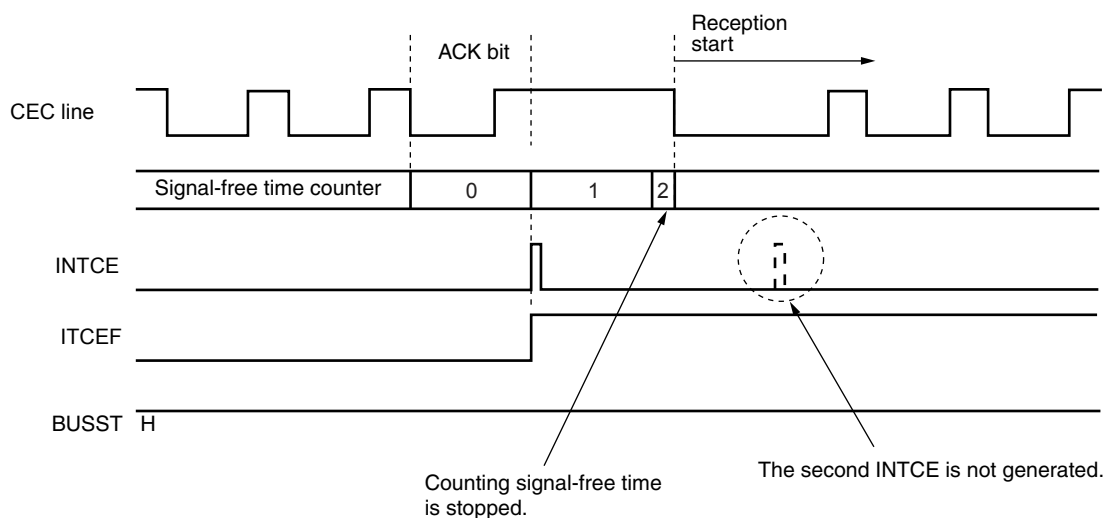 Reception
start
ACK bit
CEC line
Signal-free time counter 0 1 2
INTCE
ITCEF
BUSST H
Counting signal-free time
is stopped.
The second INTCE is not generated.